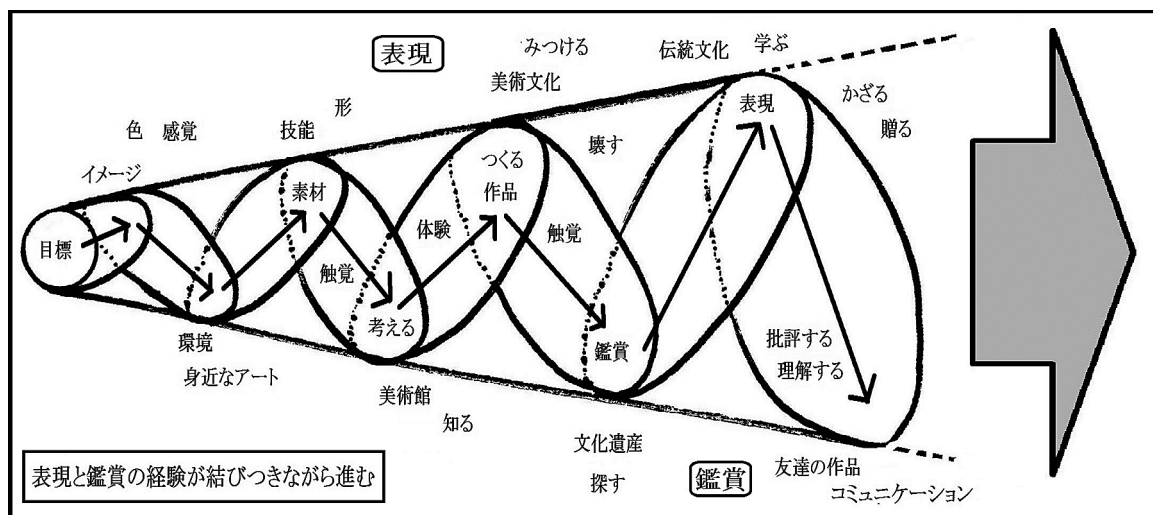 表現
みつける
美術文化
伝統文化
学ぶ
かざる
贈る
色
感覚
技能
形
イメージ
目標
素材
つくる
作品
壊す
表現
体験
触覚
触覚
考える
鑑賞
批評する
理解する
環境
身近なアート
美術館
知る
文化遺産
探す
鑑賞
友達の作品
コミュニケーション
表現と鑑賞の経験が結びつきながら進む